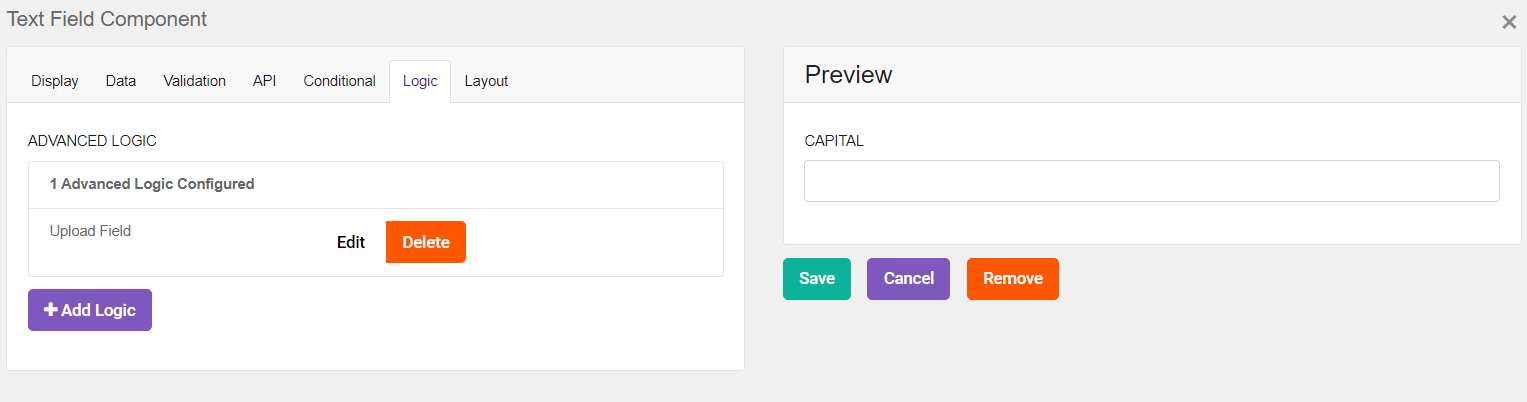 Text Field Component
Display Data Validation API Conditional Logic Layout
ADVANCED LOGIC
1 Advanced Logic Configured
Upload Field Edit Delete
Add Logic
Preview
CAPITAL
Save Cancel Remove